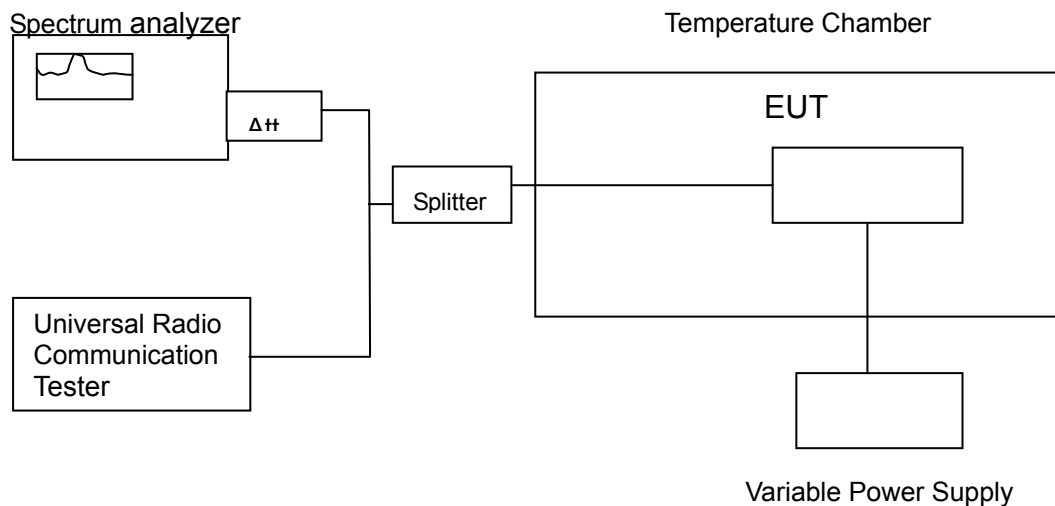 Spectrum analyzer
Temperature Chamber
EUT
Splitter
Universal Radio
Communication
Tester
Variable Power Supply